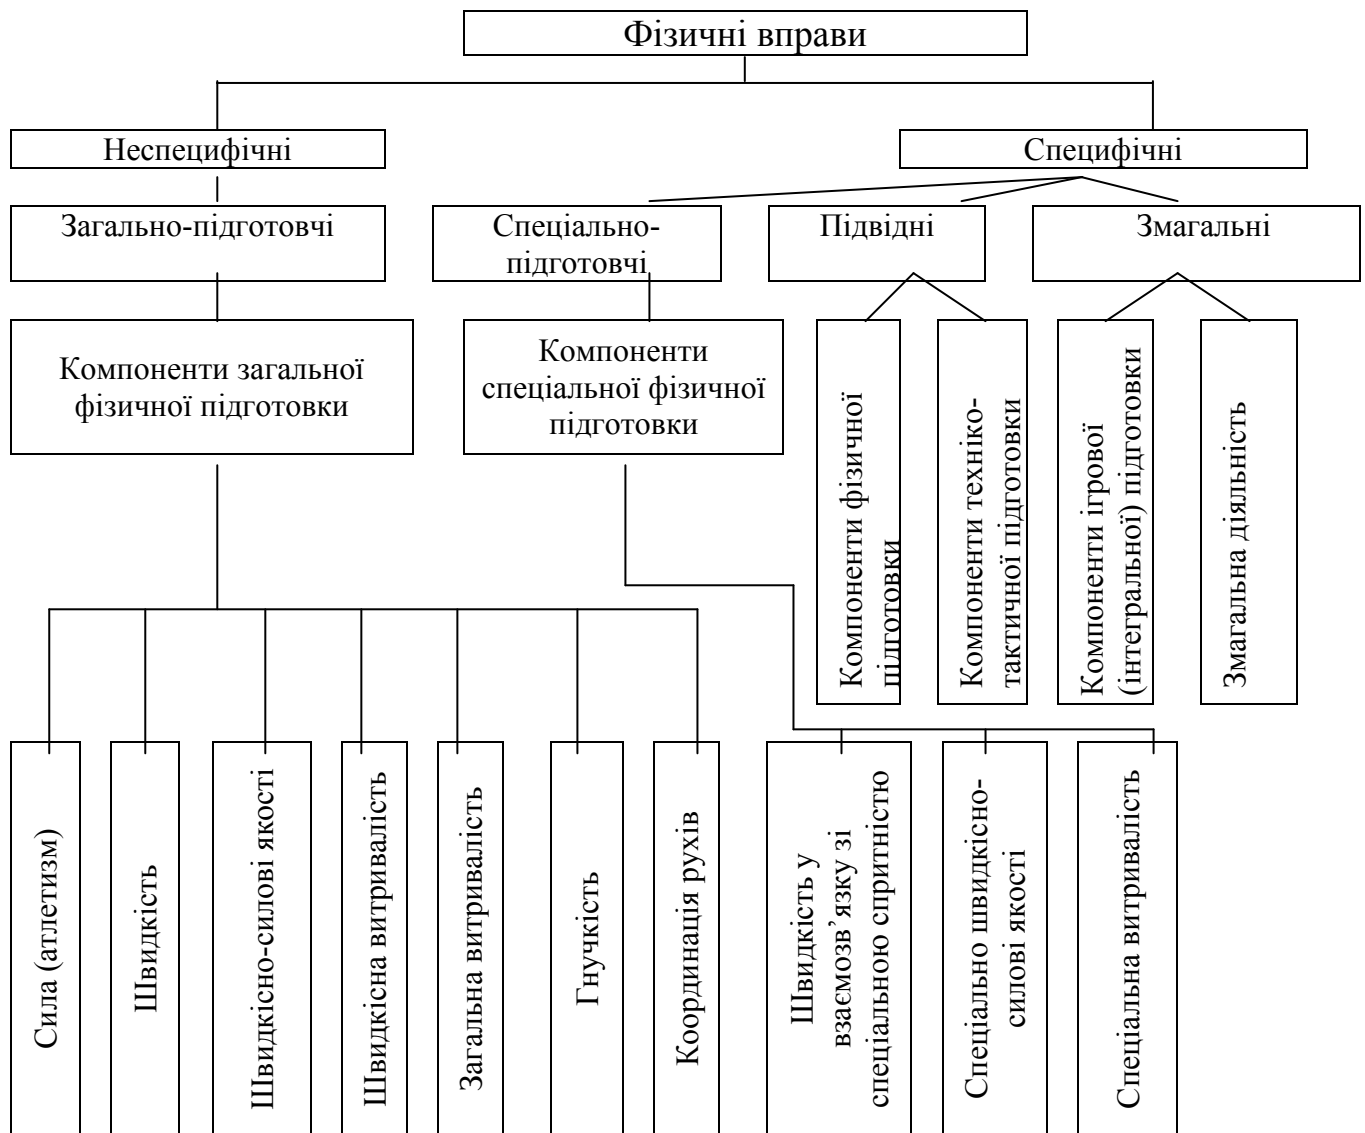 Фізичні вправи
Неспецифічні
Специфічні
Загально-підготовчі
Спеціально-
підготовчі
Підвідні
Змагальні
Компоненти загальної
фізичної підготовки
Компоненти
спеціальної фізичної
підготовки
Компоненти фізичної
підготовки
Компоненти техніко-
тактичної підготовки
Компоненти ігрової
(інтегральної) підготовки
Змагальна діяльність
Сила (атлетизм)
Швидкість
Швидкісно-силові якості
Швидкісна витривалість
Загальна витривалість
Гнучкість
Координація рухів
Швидкість у
взаємозв’язку зі
спеціальною спритністю
Спеціально швидкісно-
силові якості
Спеціальна витривалість